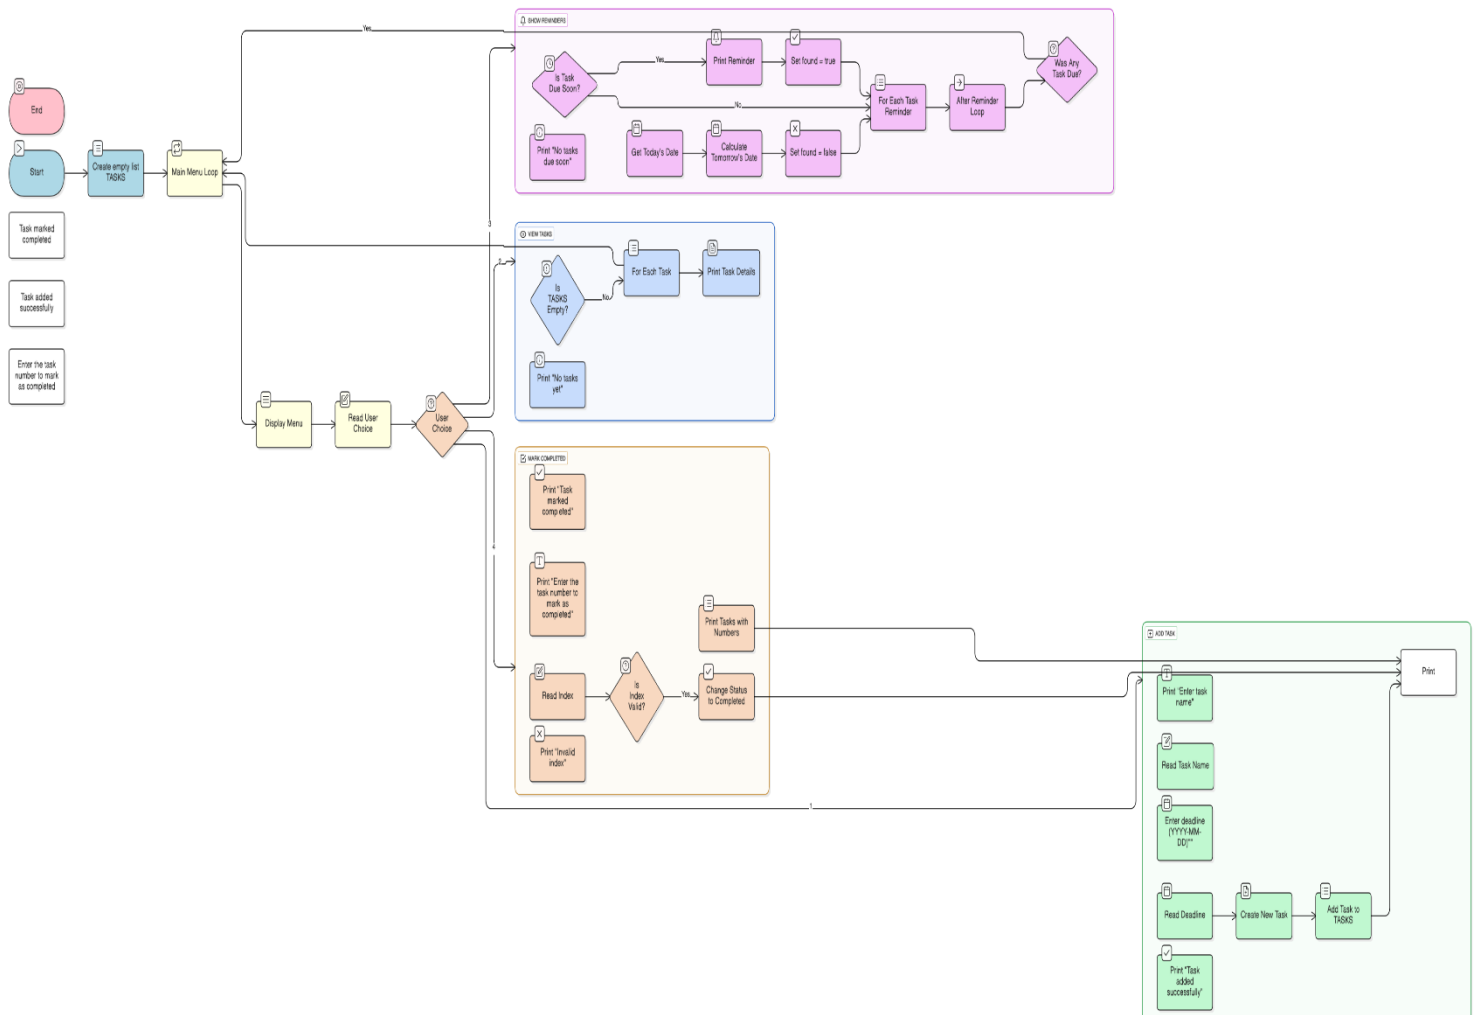 SHOW REMINDERS
Yes
End
Is Task
Due Soon?
Yes
Print Reminder
Set found = true
Was Any
Task Due?
No
For Each Task
Reminder
After Reminder
Loop
Start
Create empty list
TASKS
Main Menu Loop
Print "No tasks
due soon"
Get Today's Date
Calculate
Tomorrow's Date
Set found = false
Task marked
completed
3
VIEW TASKS
2
For Each Task
Print Task Details
Is
TASKS
Empty?
No
Task added
successfully
Enter the task
number to mark
as completed
Print "No tasks
yet"
Display Menu
Read User
Choice
User
Choice
MARK COMPLETED
Print "Task
marked
completed"
4
Print "Enter the
task number to
mark as
completed"
Print Tasks with
Numbers
Read Index
Is
Index
Valid?
Yes
Change Status
to Completed
Print "Invalid
index"
1
ADD TASK
Print
Print "Enter task
name"
Read Task Name
Enter deadline
(YYYY-MM-
DD)""
Read Deadline
Create New Task
Add Task to
TASKS
Print "Task
added
successfully"